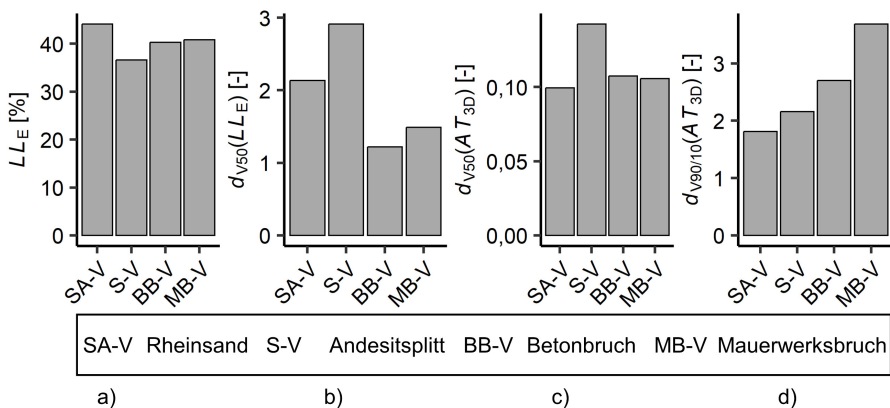 LL_E [%]
40
30
20
10
0
SA-V S-V BB-V MB-V
d_V50(LL_E) [-]
3
2
1
0
SA-V S-V BB-V MB-V
d_V50(AT_3D) [-]
0,10
0,05
0,00
SA-V S-V BB-V MB-V
d_V90/10(AT_3D) [-]
3
2
1
0
SA-V S-V BB-V MB-V
SA-V Rheinsand S-V Andesitsplitt BB-V Betonbruch MB-V Mauerwerksbruch
a) b) c) d)